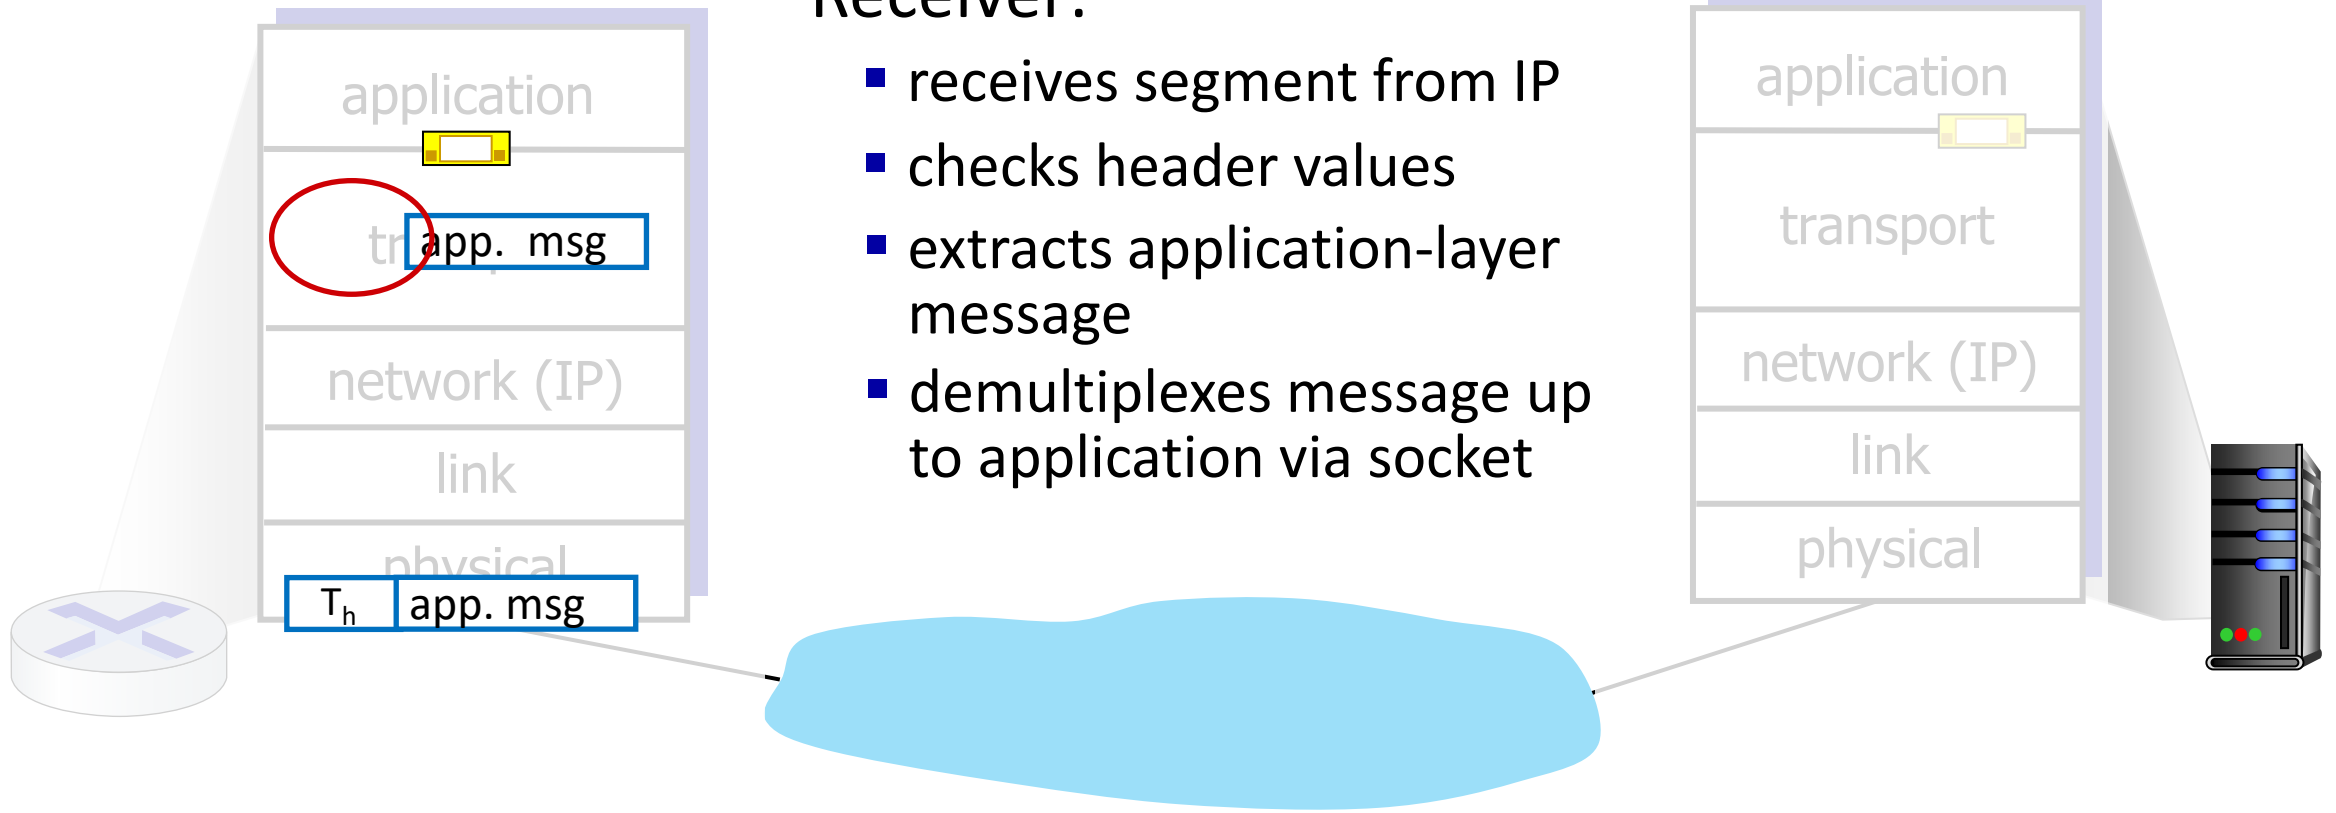 application
app. msg
network (IP)
link
physical
T_h app. msg
Receiver:
receives segment from IP
checks header values
extracts application-layer
message
demultiplexes message up
to application via socket
application
transport
network (IP)
link
physical